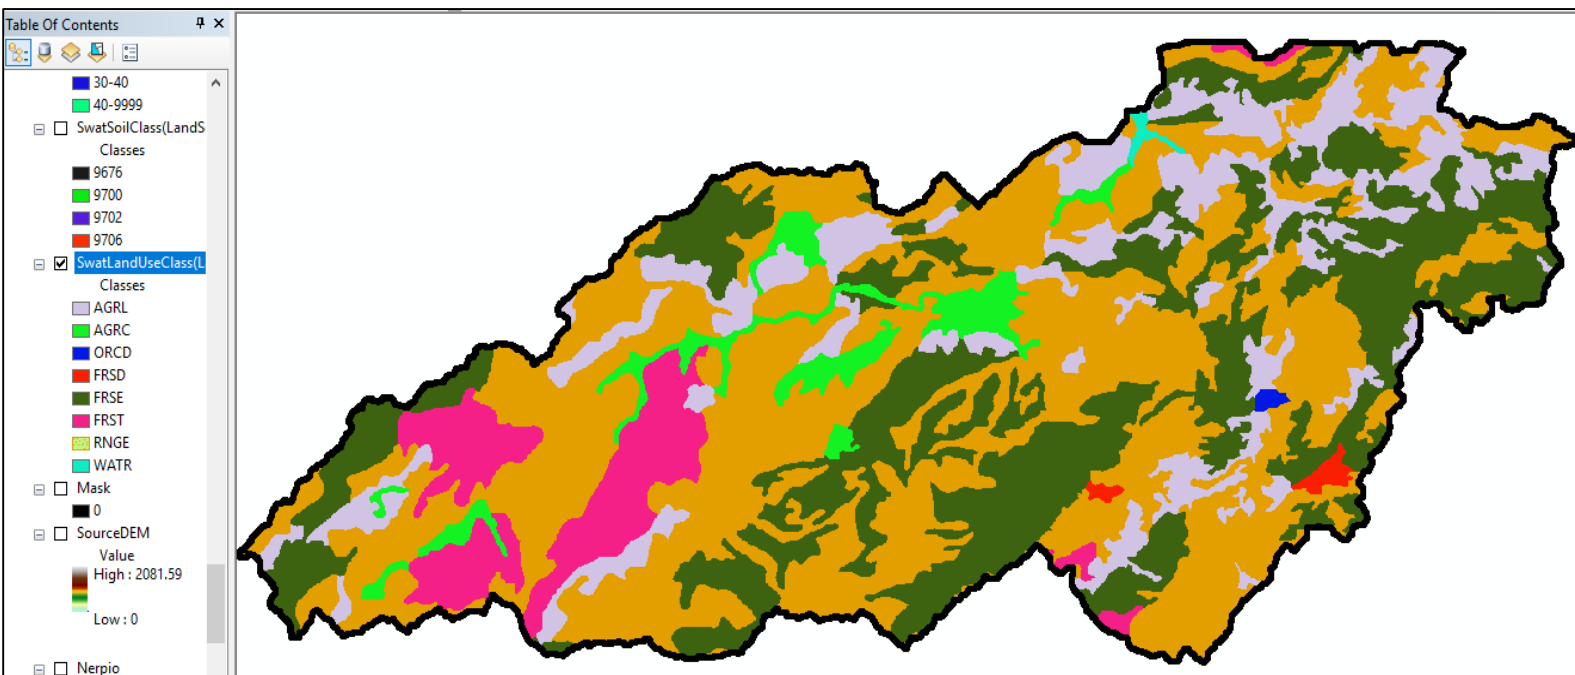 Table Of Contents
30-40
40-9999
SwatSoilClass(LandS
Classes
9676
9700
9702
9706
SwatLandUseClass(L
Classes
AGRL
AGRC
ORCD
FRSD
FRSE
FRST
RNGE
WATR
Mask
0
SourceDEM
Value
High : 2081.59
Low : 0
Nerpio